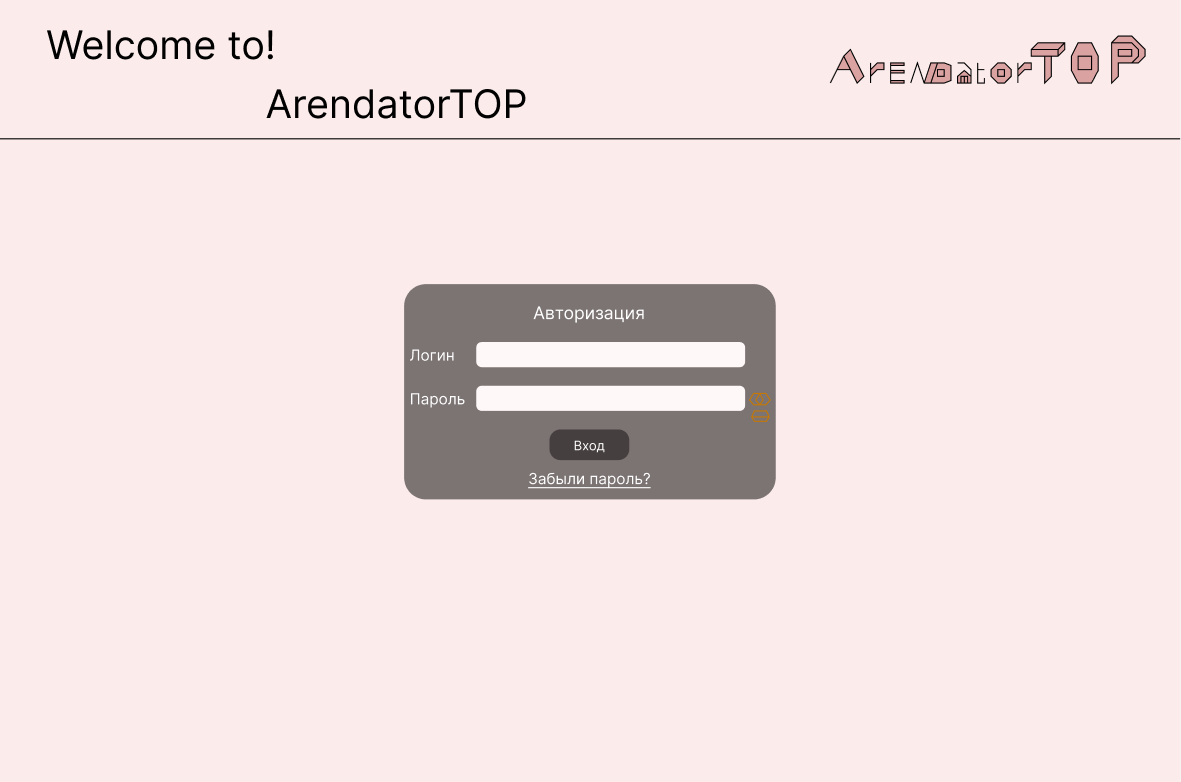 Welcome to!
ArendatorTOP
ArendatorTOP
Авторизация
Логин
Пароль
Вход
Забыли пароль?